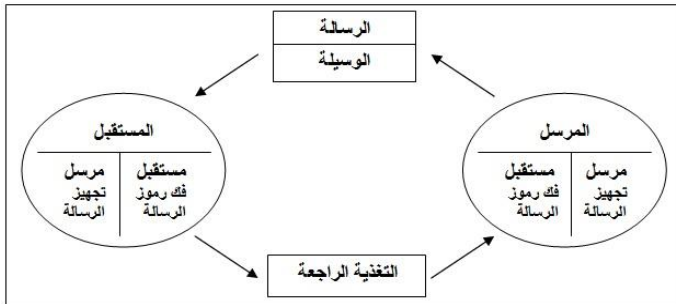 الرسالة
الوسيلة
المرسل
مرسل
تجهيز
الرسالة
مستقبل
فك رموز
الرسالة
المستقبل
مستقبل
فك رموز
الرسالة
مرسل
تجهيز
الرسالة
التغذية الراجعة